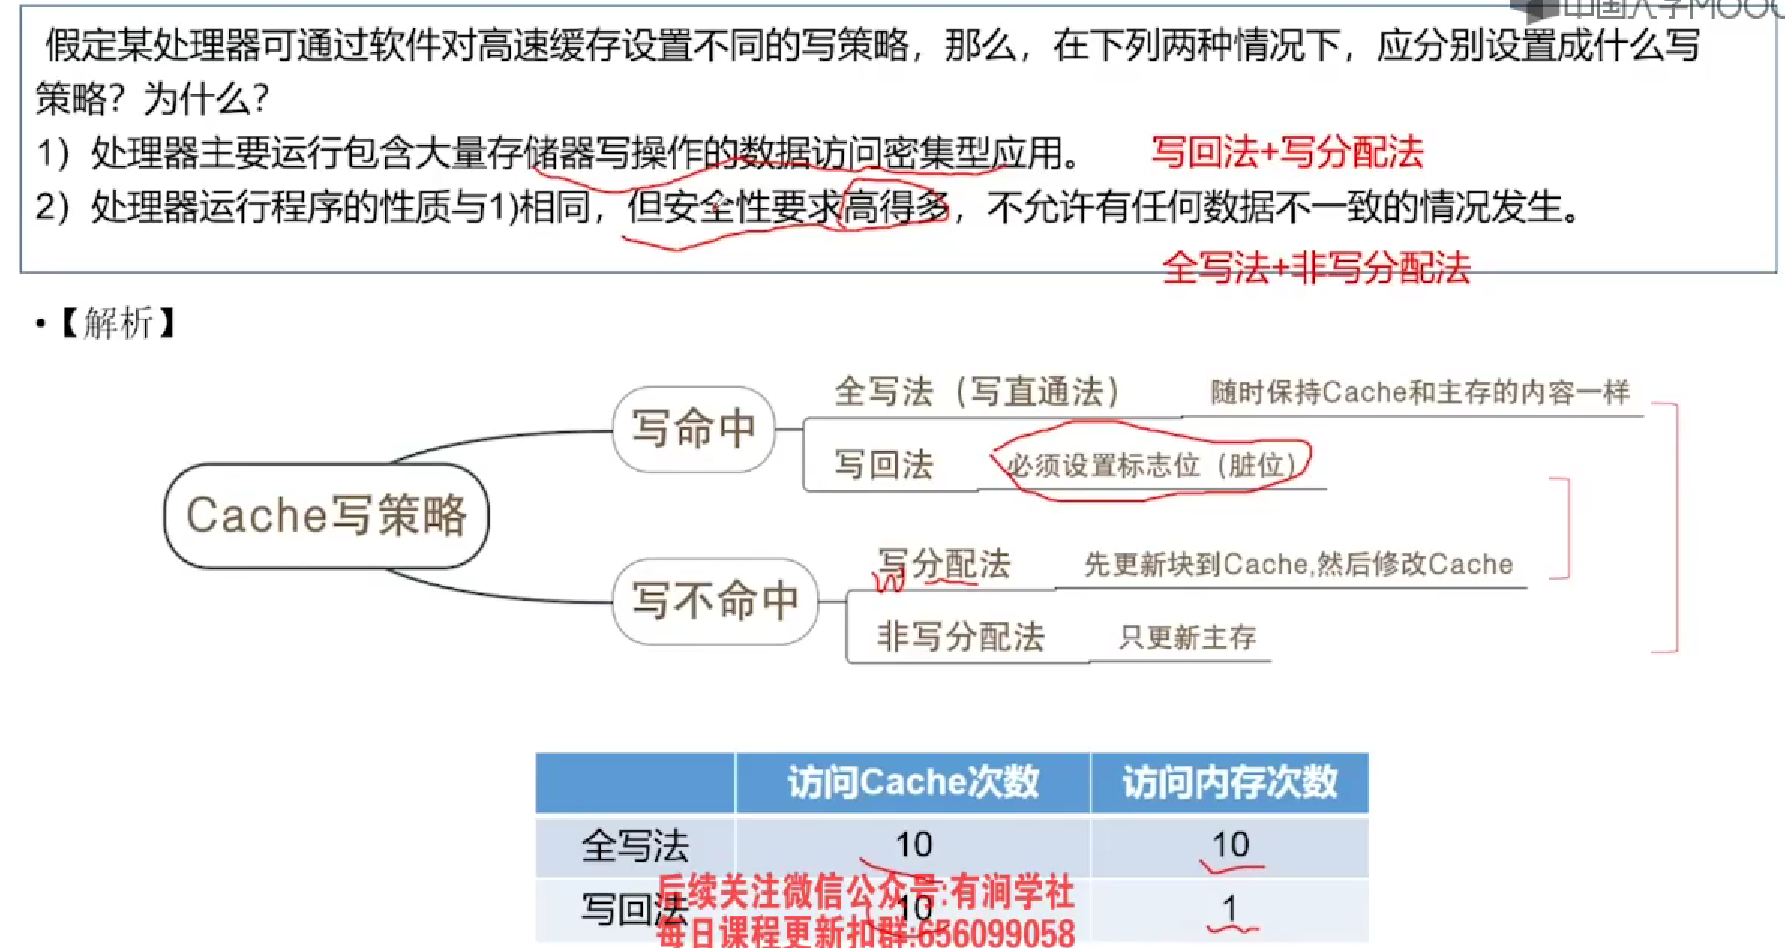 中国大学MOOC
假定某处理器可通过软件对高速缓存设置不同的写策略，那么，在下列两种情况下，应分别设置成什么写
策略？为什么？
1）处理器主要运行包含大量存储器写操作的数据访问密集型应用。 写回法+写分配法
2）处理器运行程序的性质与1)相同，但安全性要求高得多，不允许有任何数据不一致的情况发生。
全写法+非写分配法
•【解析】
全写法（写直通法） 随时保持Cache和主存的内容一样
写命中
写回法 必须设置标志位（脏位）
Cache写策略
写分配法 先更新块到Cache,然后修改Cache
写不命中
非写分配法 只更新主存
访问Cache次数 访问内存次数
全写法 10 10
写回法 10 1
后续关注微信公众号:有涧学社
每日课程更新扣群:656099058